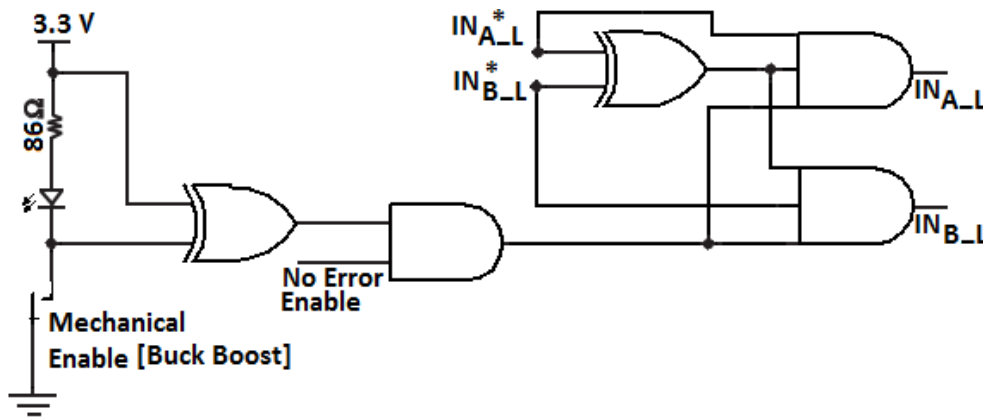 3.3 V
86Ω
Mechanical
Enable [Buck Boost]
No Error
Enable
IN*A_L
IN*B_L
INA_L
INB_L